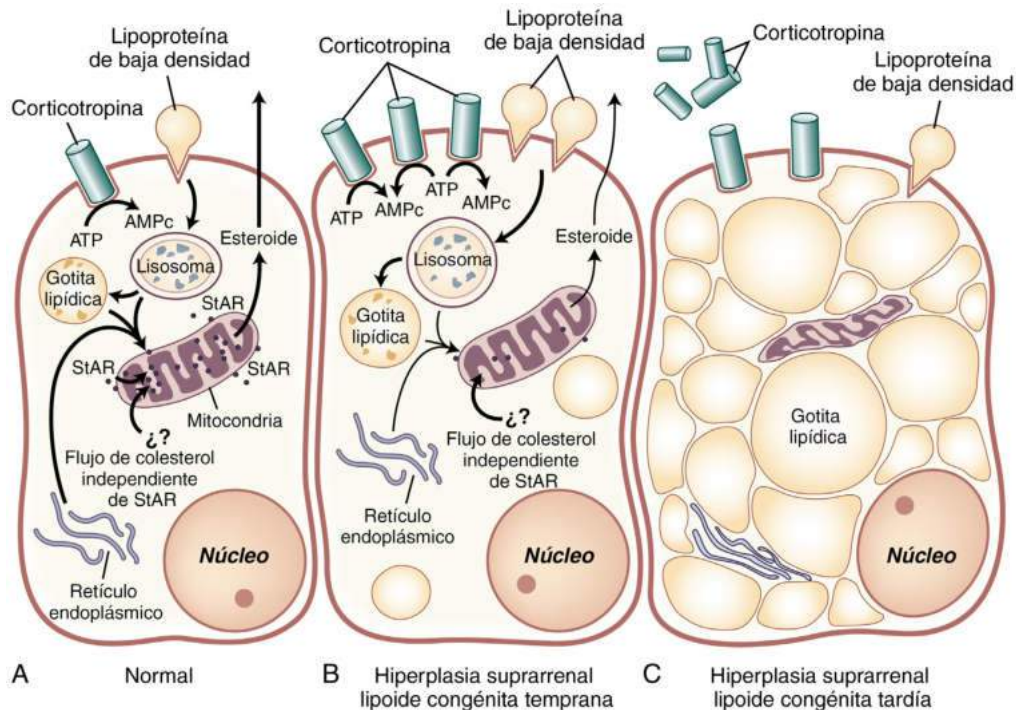 Lipoproteína
de baja densidad
Corticotropina
ATP
AMPc
Lisosoma
Gotita
lipídica
Esteroide
StAR
StAR
StAR
Mitocondria
¿?
Flujo de colesterol
independiente
de StAR
Retículo
endoplásmico
Núcleo
A Normal
Corticotropina
Lipoproteína
de baja densidad
ATP
AMPc
ATP
AMPc
Esteroide
Lisosoma
Gotita
lipídica
¿?
Flujo de colesterol
independiente
de StAR
Retículo
endoplásmico
Núcleo
B Hiperplasia suprarrenal
lipoide congénita temprana
Corticotropina
Lipoproteína
de baja densidad
Gotita
lipídica
Núcleo
C Hiperplasia suprarrenal
lipoide congénita tardía